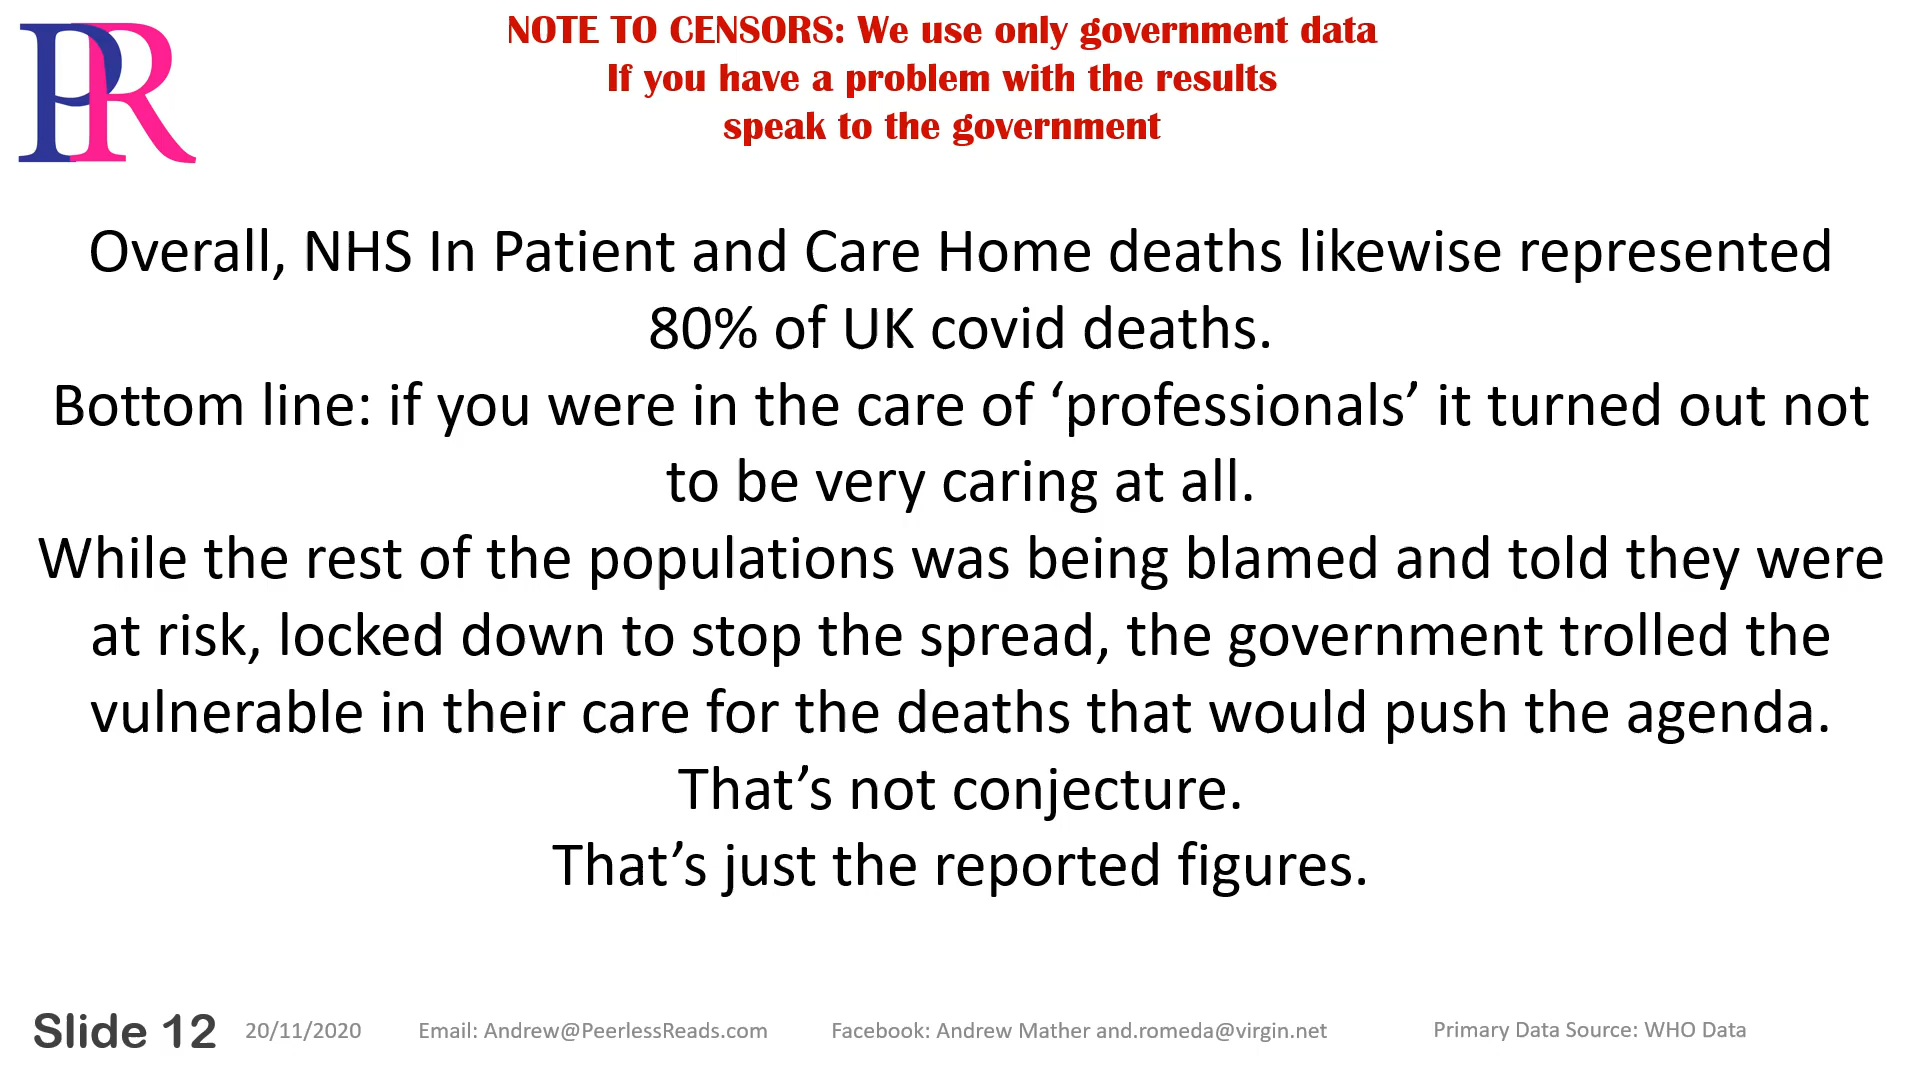 PR
NOTE TO CENSORS: We use only government data
If you have a problem with the results
speak to the government
Overall, NHS In Patient and Care Home deaths likewise represented
80% of UK covid deaths.
Bottom line: if you were in the care of ‘professionals’ it turned out not
to be very caring at all.
While the rest of the populations was being blamed and told they were
at risk, locked down to stop the spread, the government trolled the
vulnerable in their care for the deaths that would push the agenda.
That’s not conjecture.
That’s just the reported figures.
Slide 12 20/11/2020 Email: Andrew@PeerlessReads.com Facebook: Andrew Mather and.romeda@virgin.net Primary Data Source: WHO Data